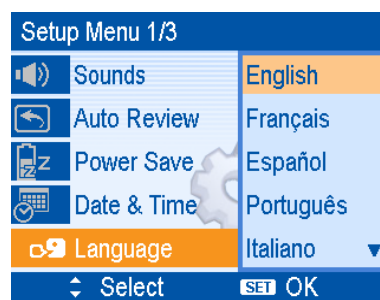 Setup Menu 1/3
Sounds
Auto Review
Power Save
Date & Time
Language
English
Français
Español
Português
Italiano
Select
SET OK